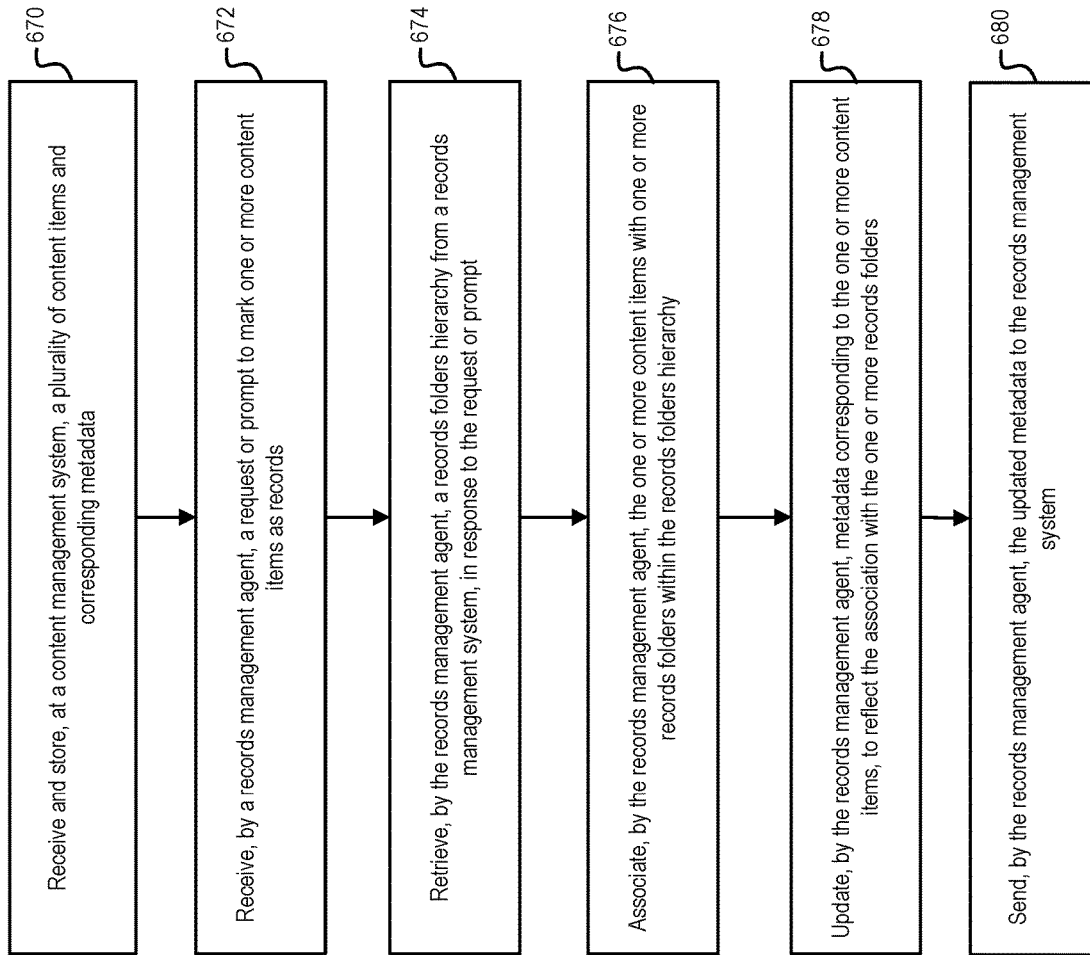 Receive and store, at a content management system, a plurality of content items and
corresponding metadata
670
Receive, by a records management agent, a request or prompt to mark one or more content
items as records
672
Retrieve, by the records management agent, a records folders hierarchy from a records
management system, in response to the request or prompt
674
Associate, by the records management agent, the one or more content items with one or more
records folders within the records folders hierarchy
676
Update, by the records management agent, metadata corresponding to the one or more content
items, to reflect the association with the one or more records folders
678
Send, by the records management agent, the updated metadata to the records management
system
680